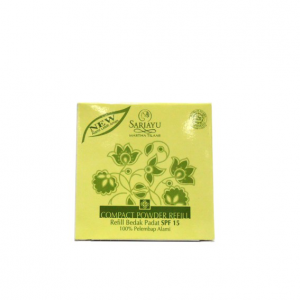 NEW
SARIAYU
MARTHA TILAAR
COMPACT POWDER REFILL
Refill Bedak Padat SPF 15
100% Pelembap Alami